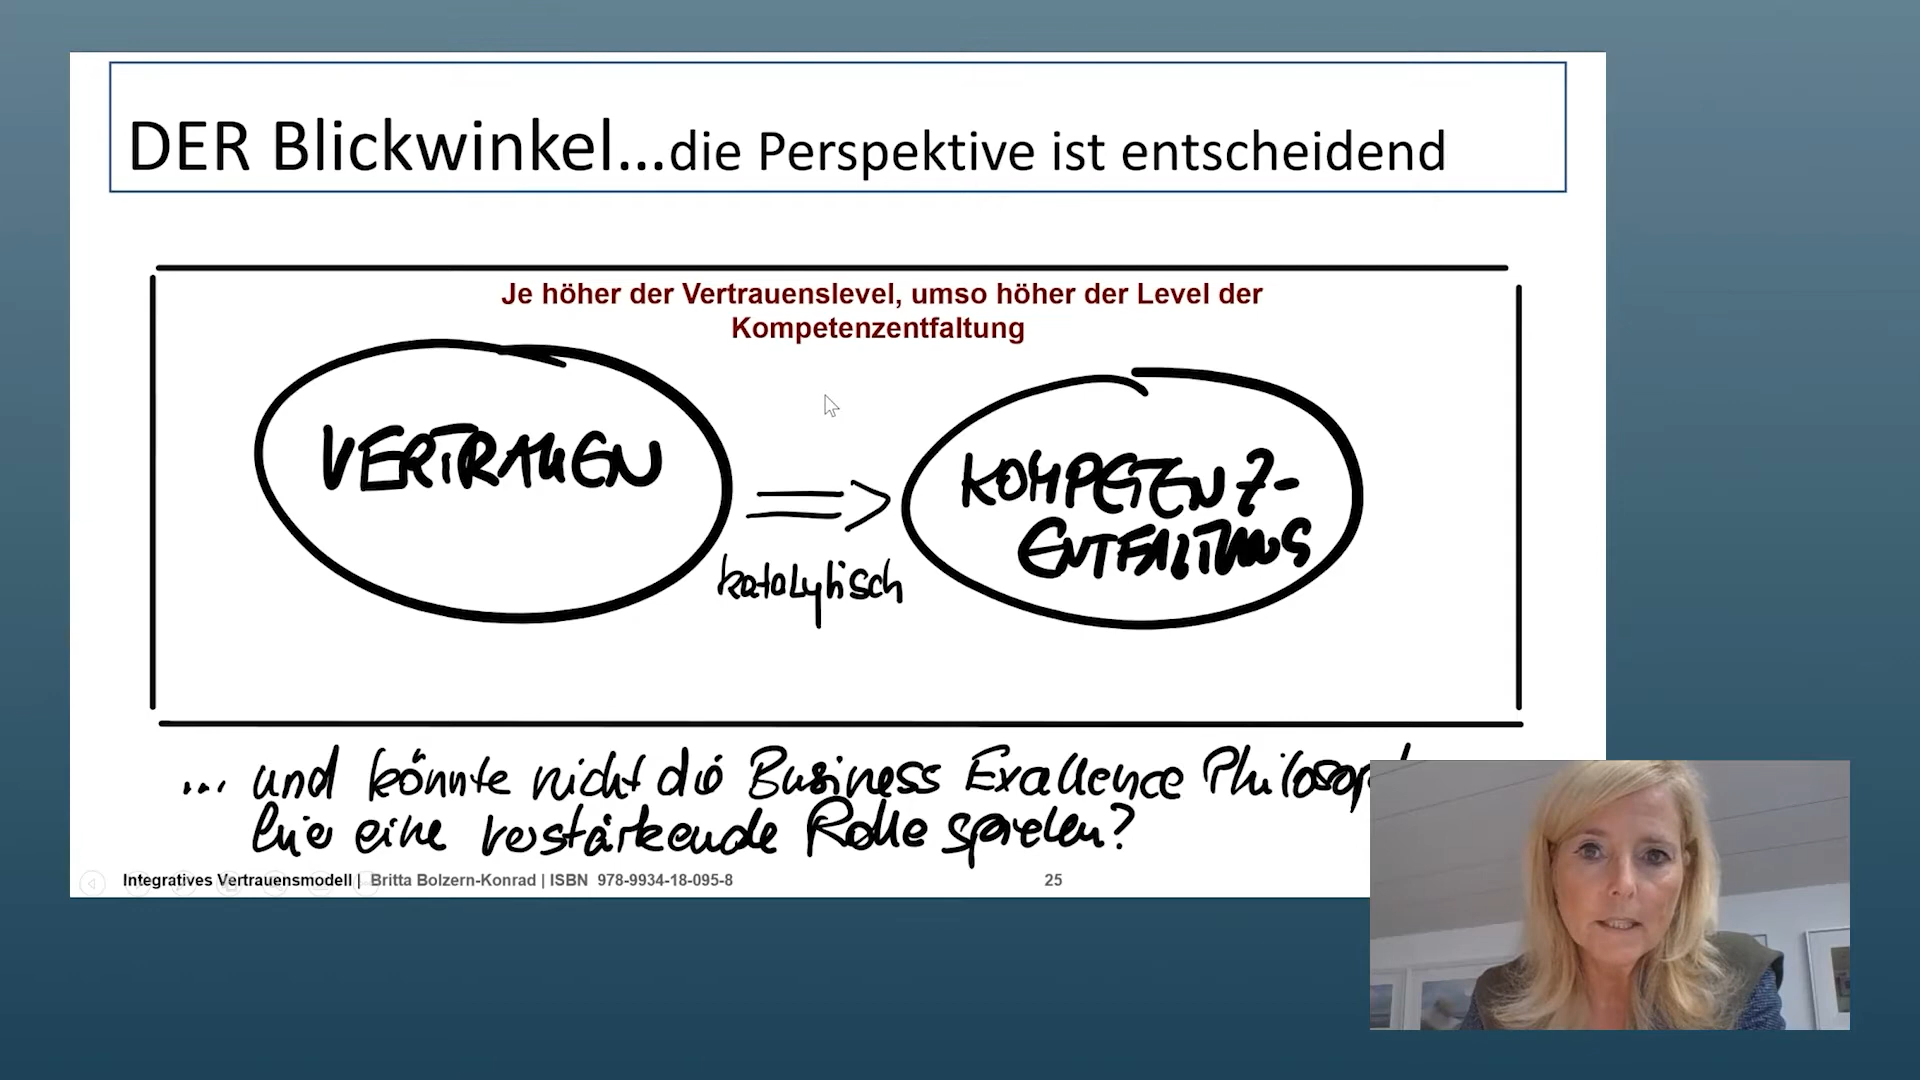 DER Blickwinkel...die Perspektive ist entscheidend
Je höher der Vertrauenslevel, umso höher der Level der
Kompetenzentfaltung
VERTRAUEN
KOMPETENZ-
ENTFALTUNG
katalytisch
... und könnte nicht die Business Excellence
hier eine verstärkende Rolle spielen?
Integratives Vertrauensmodell | Britta Bolzern-Konrad | ISBN 978-9934-18-095-8
25